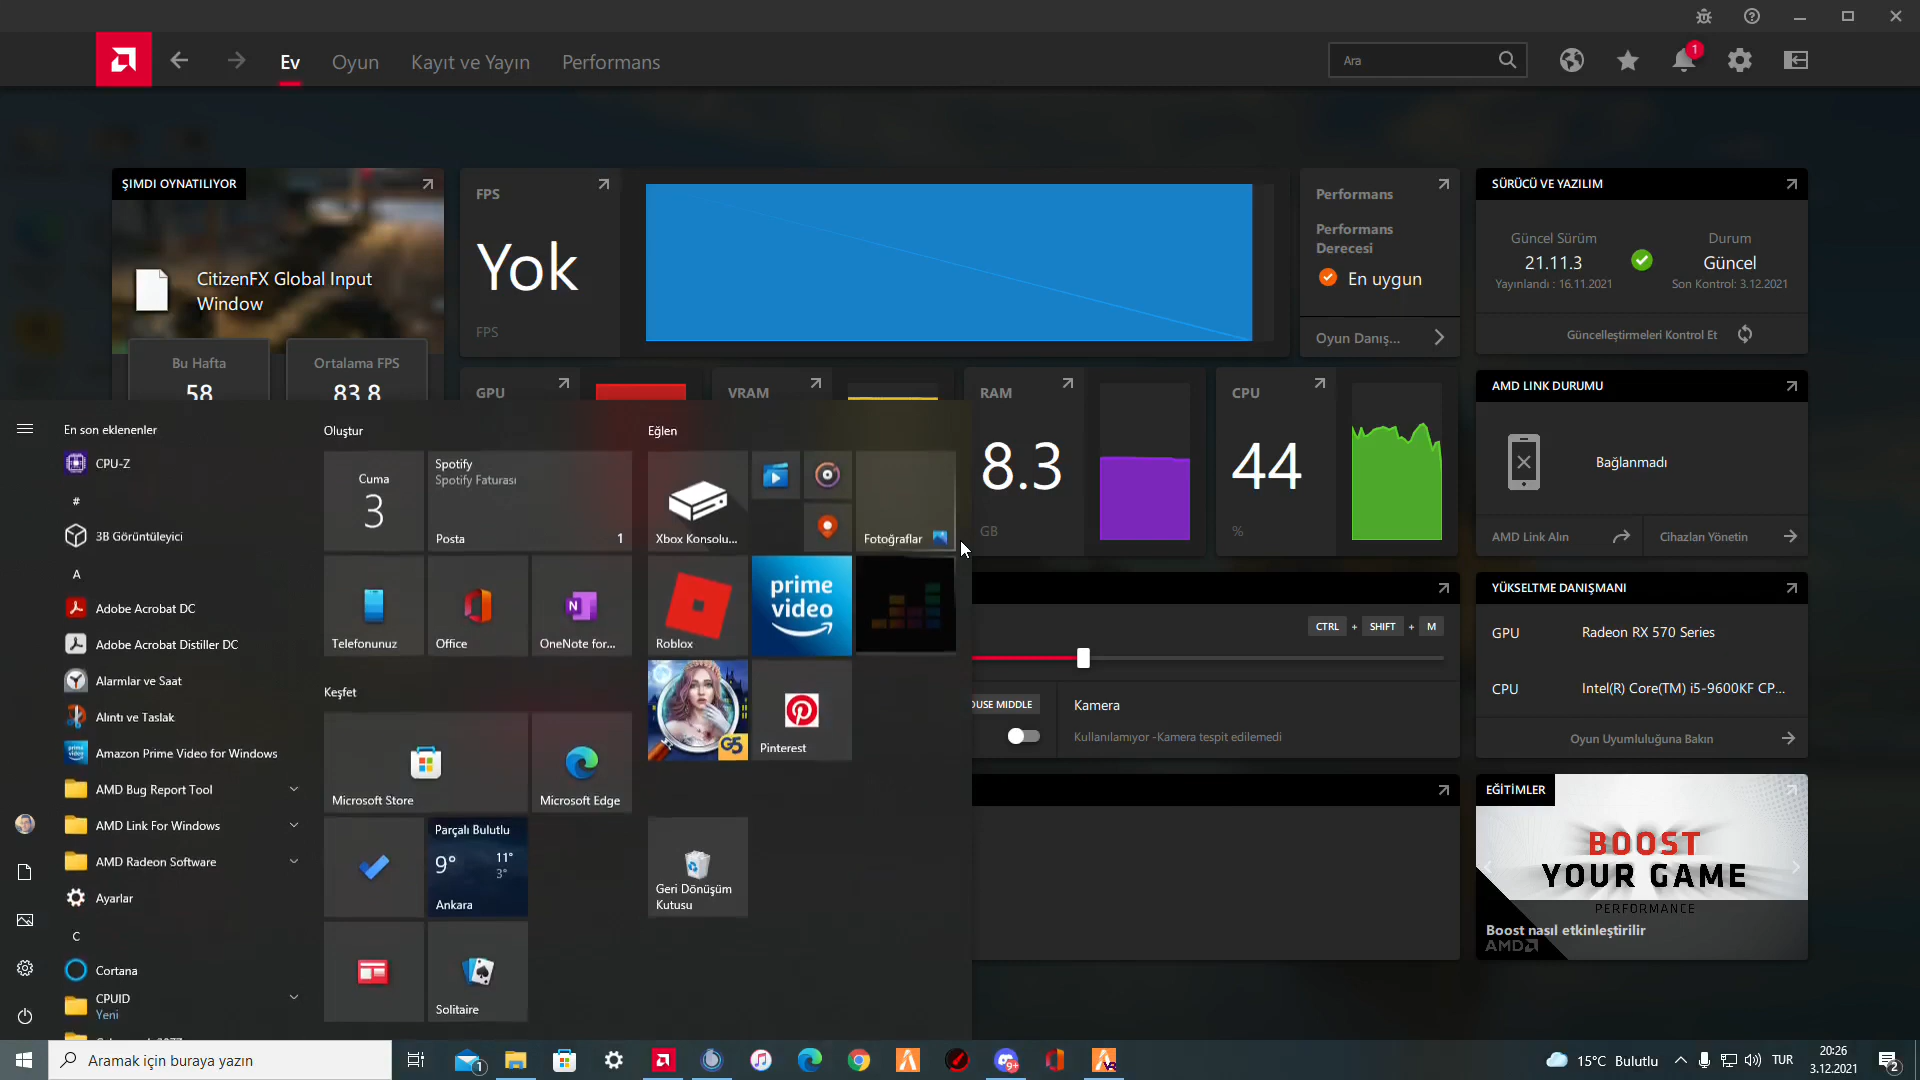 Ev
Oyun
Kayıt ve Yayın
Performans
Ara
1
ŞIMDI OYNATILIYOR
CitizenFX Global Input
Window
Bu Hafta
58
Ortalama FPS
83.8
FPS
Yok
FPS
Performans
Performans
Derecesi
En uygun
Oyun Danış...
SÜRÜCÜ VE YAZILIM
Güncel Sürüm
21.11.3
Yayınlandı : 16.11.2021
Durum
Güncel
Son Kontrol: 3.12.2021
Güncelleştirmeleri Kontrol Et
GPU
VRAM
RAM
8.3
GB
CPU
44
%
AMD LINK DURUMU
Bağlanmadı
AMD Link Alın
Cihazları Yönetin
CTRL + SHIFT + M
OUSE MIDDLE
Kamera
Kullanılamıyor -Kamera tespit edilemedi
YÜKSELTME DANIŞMANI
GPU
Radeon RX 570 Series
CPU
Intel(R) Core(TM) i5-9600KF CP...
Oyun Uyumluluğuna Bakın
EĞİTİMLER
BOOST
YOUR GAME
PERFORMANCE
Boost nasıl etkinleştirilir
AMD
En son eklenenler
CPU-Z
#
3B Görüntüleyici
A
Adobe Acrobat DC
Adobe Acrobat Distiller DC
Alarmlar ve Saat
Alıntı ve Taslak
Amazon Prime Video for Windows
AMD Bug Report Tool
AMD Link For Windows
AMD Radeon Software
Ayarlar
C
Cortana
CPUID
Yeni
Oluştur
Cuma
3
Spotify
Spotify Faturası
Posta
1
Telefonunuz
Office
OneNote for...
Keşfet
Microsoft Store
Microsoft Edge
Parçalı Bulutlu
9°
11°
3°
Ankara
Solitaire
Eğlen
Xbox Konsolu...
Fotoğraflar
Roblox
prime
video
G5
Pinterest
Geri Dönüşüm
Kutusu
Aramak için buraya yazın
1
9+
15°C Bulutlu
TUR
20:26
3.12.2021
2